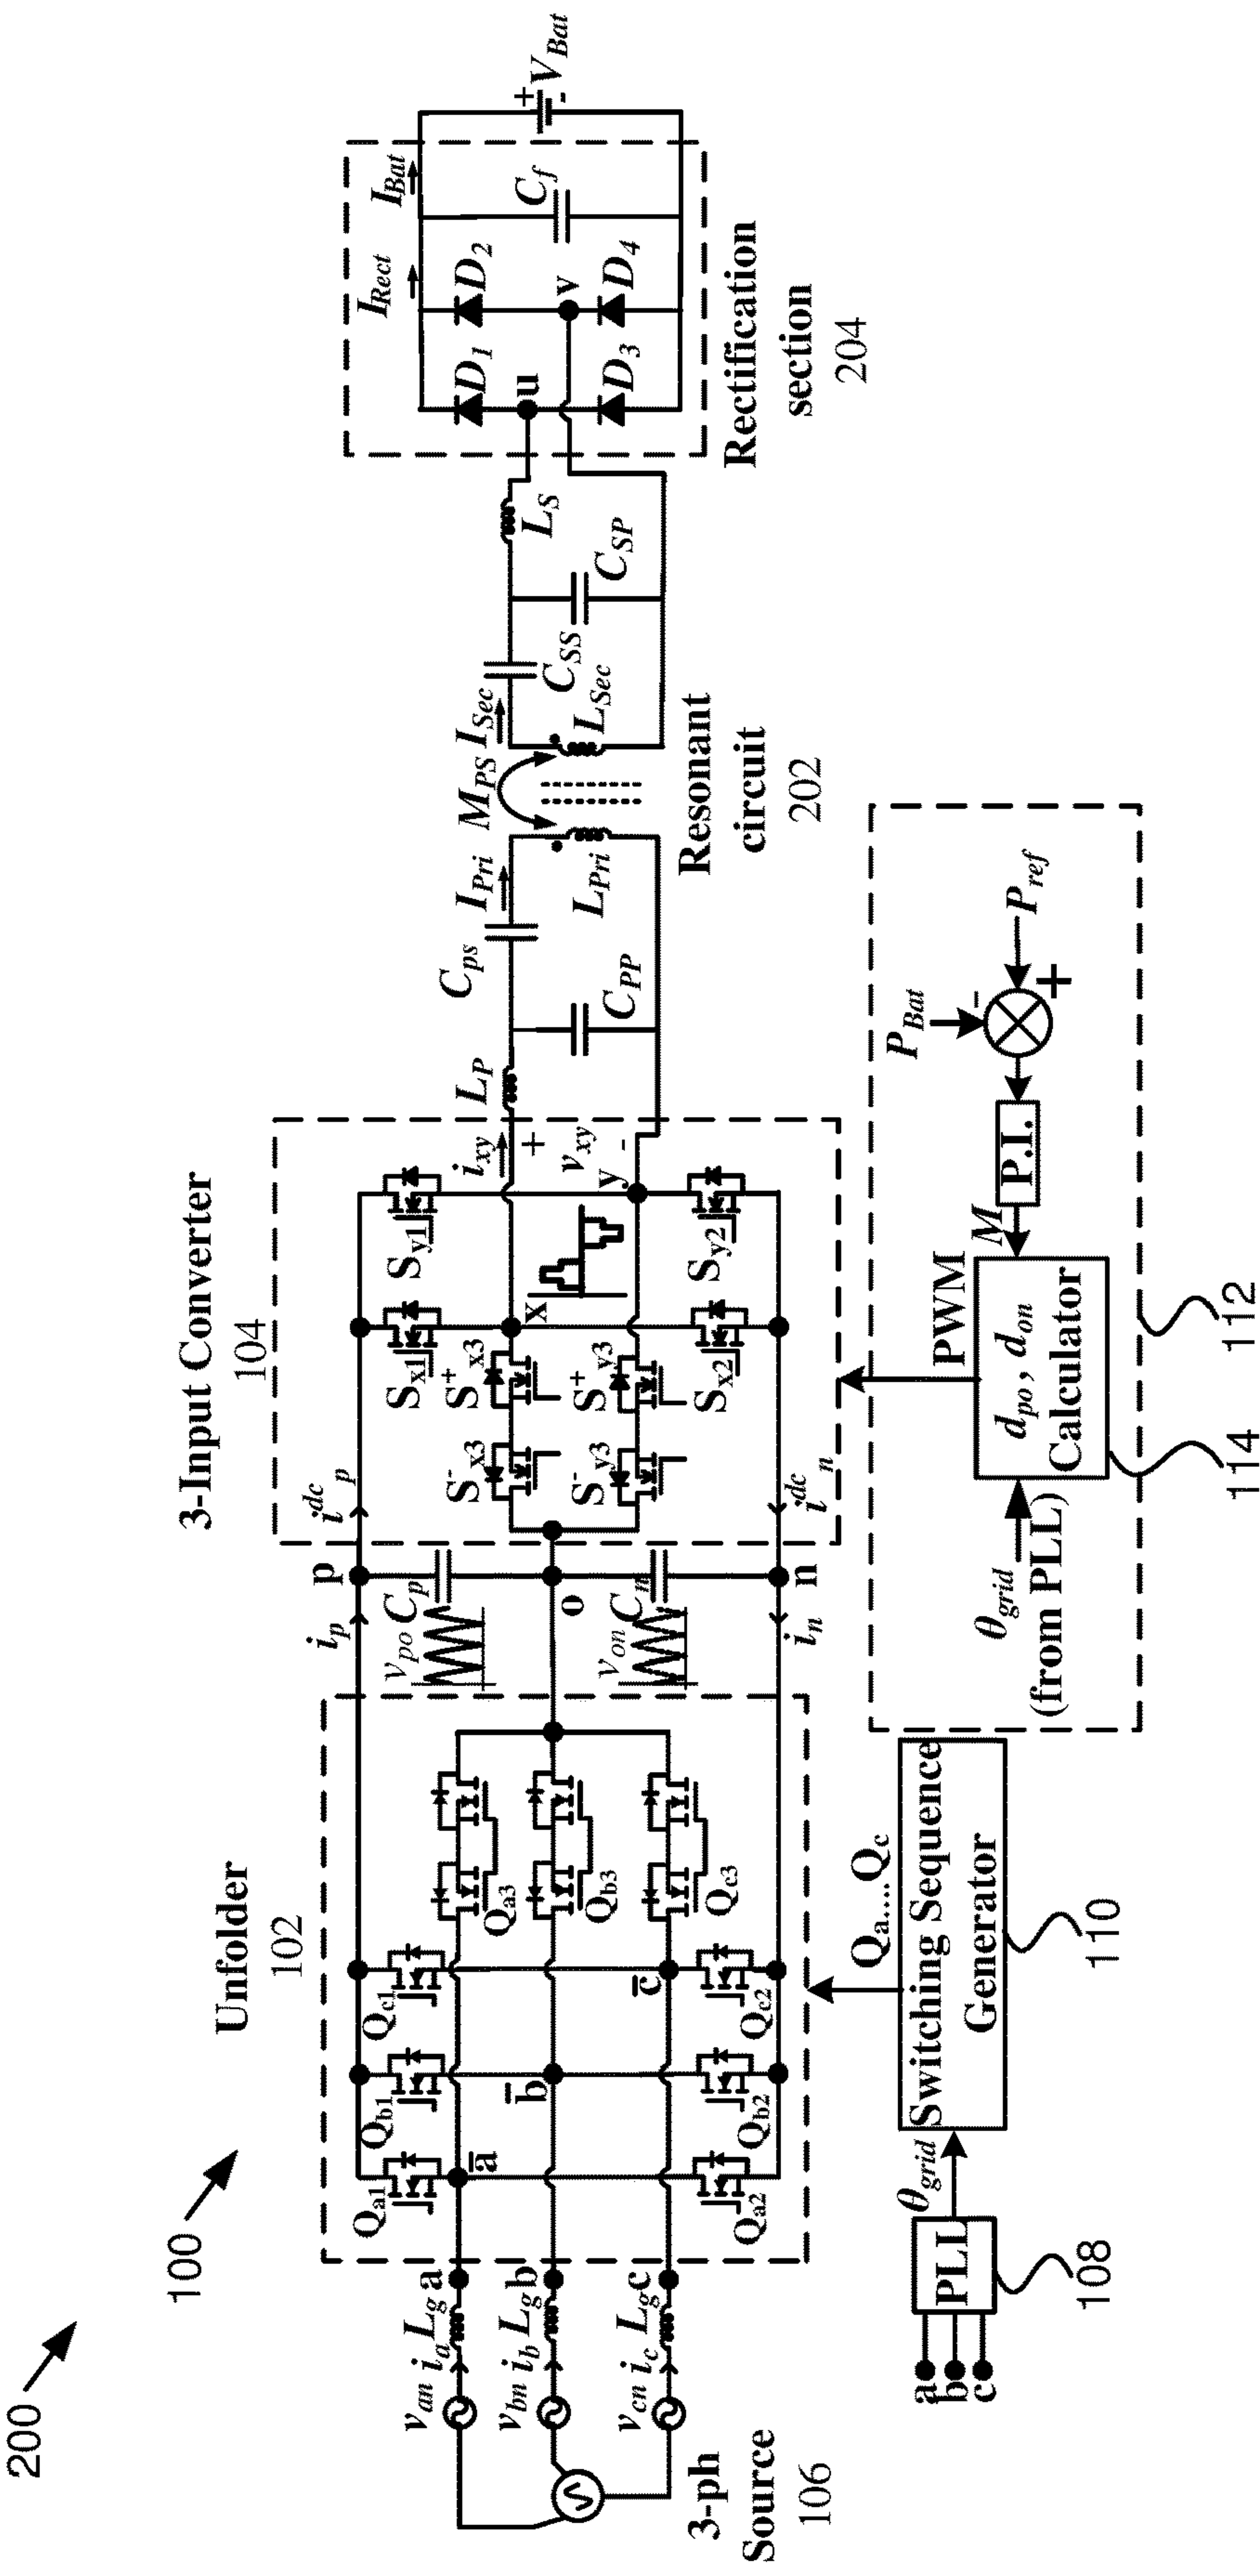 200
100
Unfolder
102
3-Input Converter
104
3-ph
Source
106
v_an i_a L_g a
v_bn i_b L_g b
v_cn i_c L_g c
Q_a1
Q_b1
Q_c1
a̅
b̅
c̅
Q_a3
Q_b3
Q_c3
Q_a2
Q_b2
Q_c2
i_p
p
i^dc_p
v_po C_p
o
v_on C_n
i_n
n
i^dc_n
S_x1
S_y1
S^-_x3
S^+_x3
S^-_y3
S^+_y3
S_x2
S_y2
x
y
i_xy
+
v_xy
-
L_P
C_ps
I_Pri
C_PP
L_Pri
M_PS
I_Sec
L_Sec
C_SS
C_SP
L_S
Resonant
circuit
202
I_Rect
I_Bat
D_1
D_2
u
v
D_3
D_4
C_f
+
V_Bat
-
Rectification
section
204
a
b
c
PLL
108
θ_grid
Switching Sequence
Generator
110
Q_a....Q_c
θ_grid
(from PLL)
d_po , d_on
Calculator
114
PWM
M
P.I.
P_Bat
-
+
P_ref
112